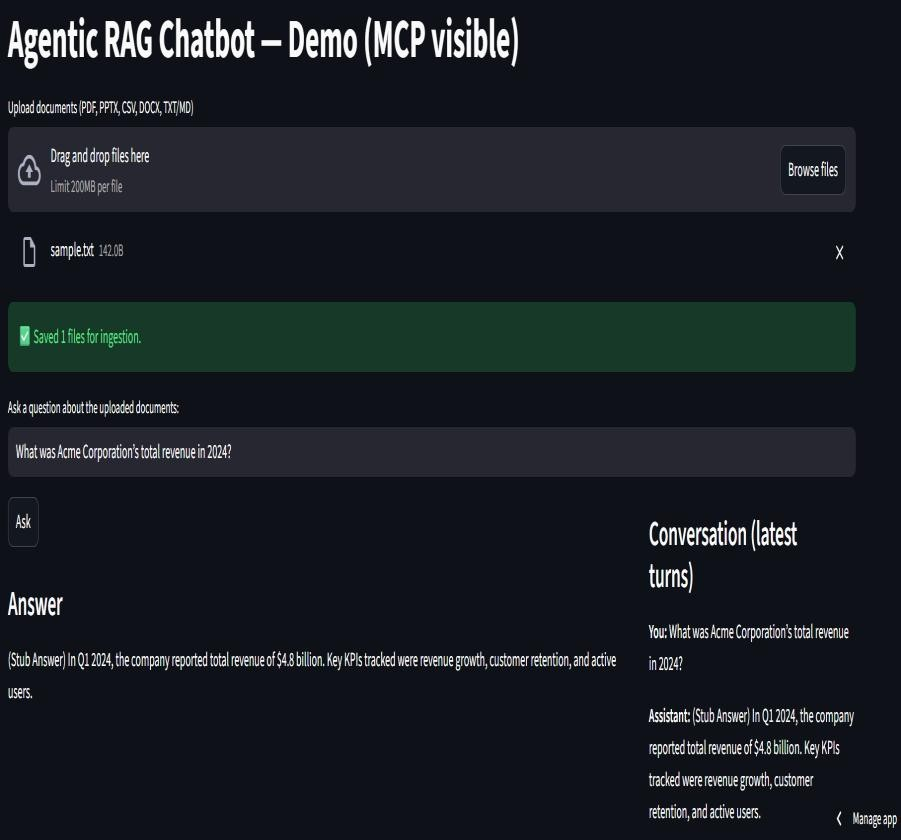 Agentic RAG Chatbot — Demo (MCP visible)
Upload documents (PDF, PPTX, CSV, DOCX, TXT/MD)
Drag and drop files here
Limit 200MB per file
Browse files
sample.txt 142.0B
X
✅ Saved 1 files for ingestion.
Ask a question about the uploaded documents:
What was Acme Corporation’s total revenue in 2024?
Ask
Answer
(Stub Answer) In Q1 2024, the company reported total revenue of $4.8 billion. Key KPIs tracked were revenue growth, customer retention, and active
users.
Conversation (latest
turns)
You: What was Acme Corporation’s total revenue
in 2024?
Assistant: (Stub Answer) In Q1 2024, the company
reported total revenue of $4.8 billion. Key KPIs
tracked were revenue growth, customer
retention, and active users.
Manage app